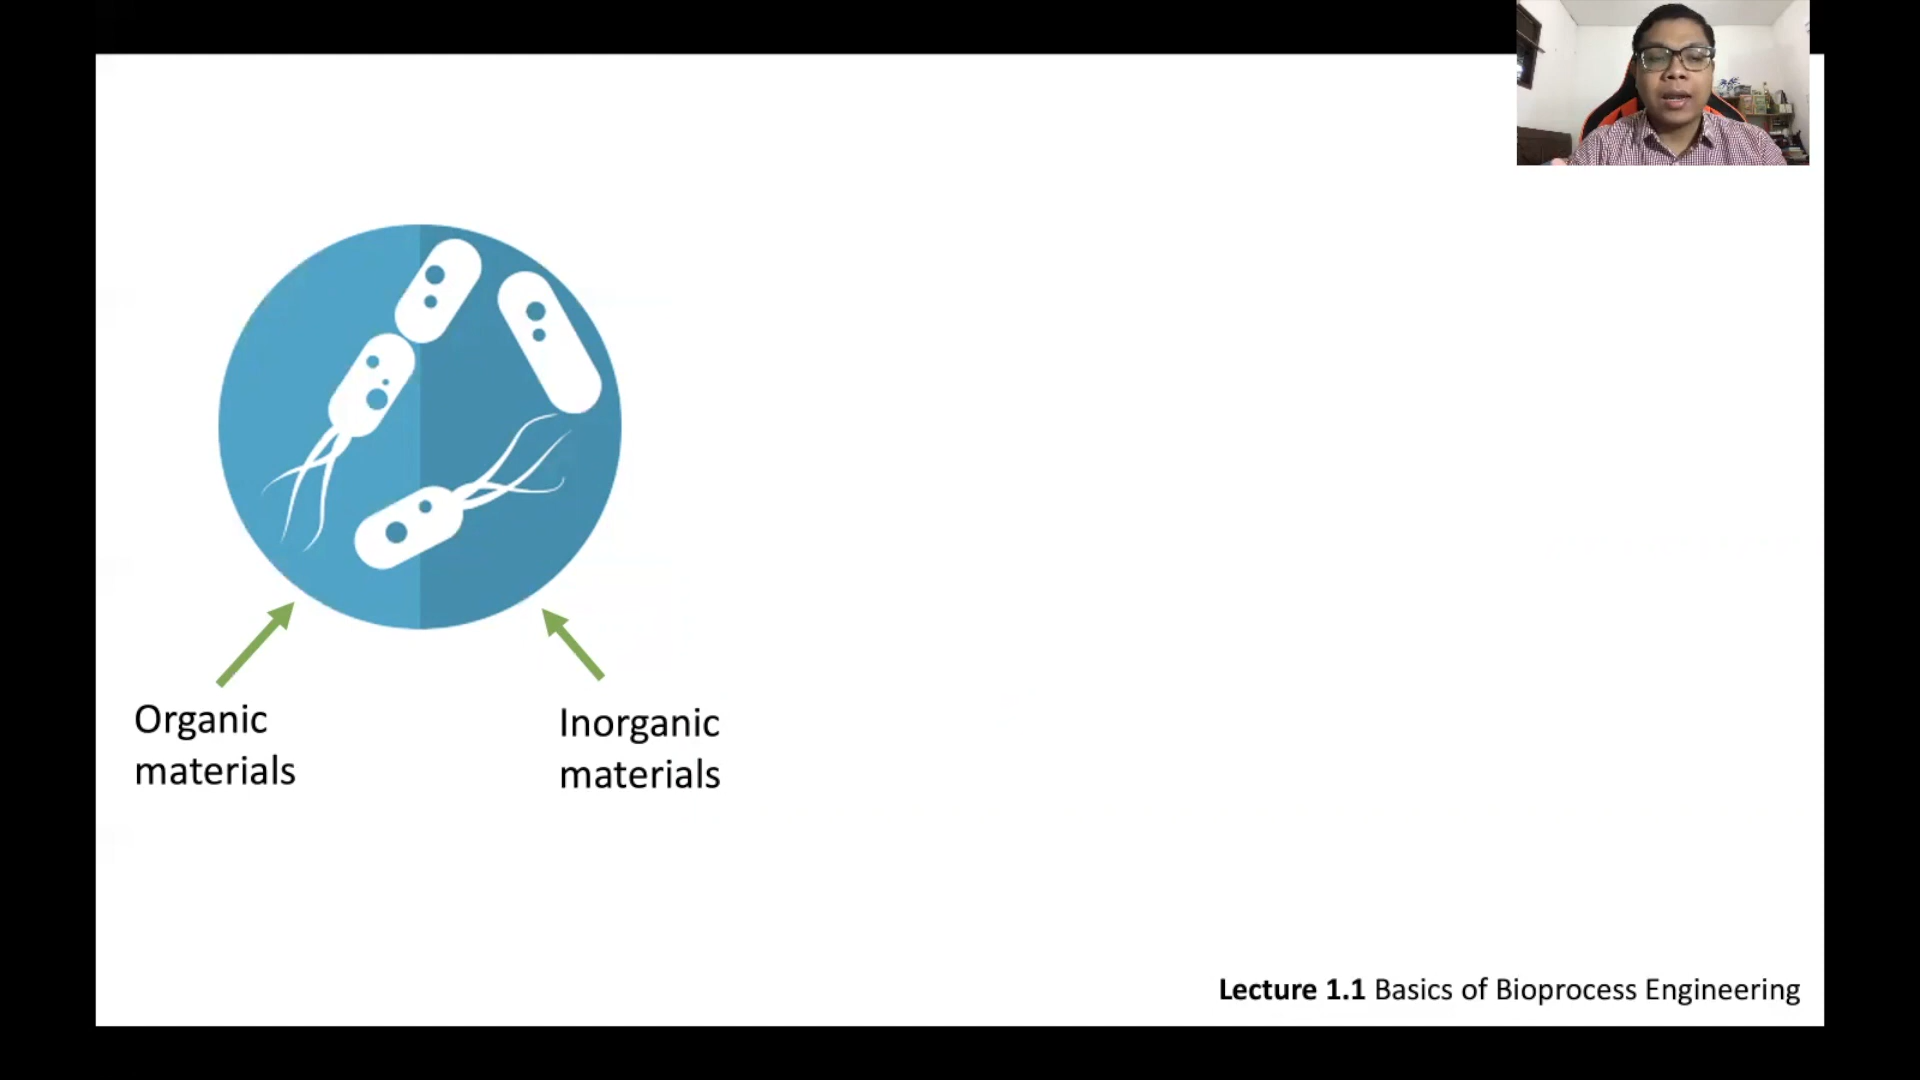 Organic
materials
Inorganic
materials
Lecture 1.1 Basics of Bioprocess Engineering